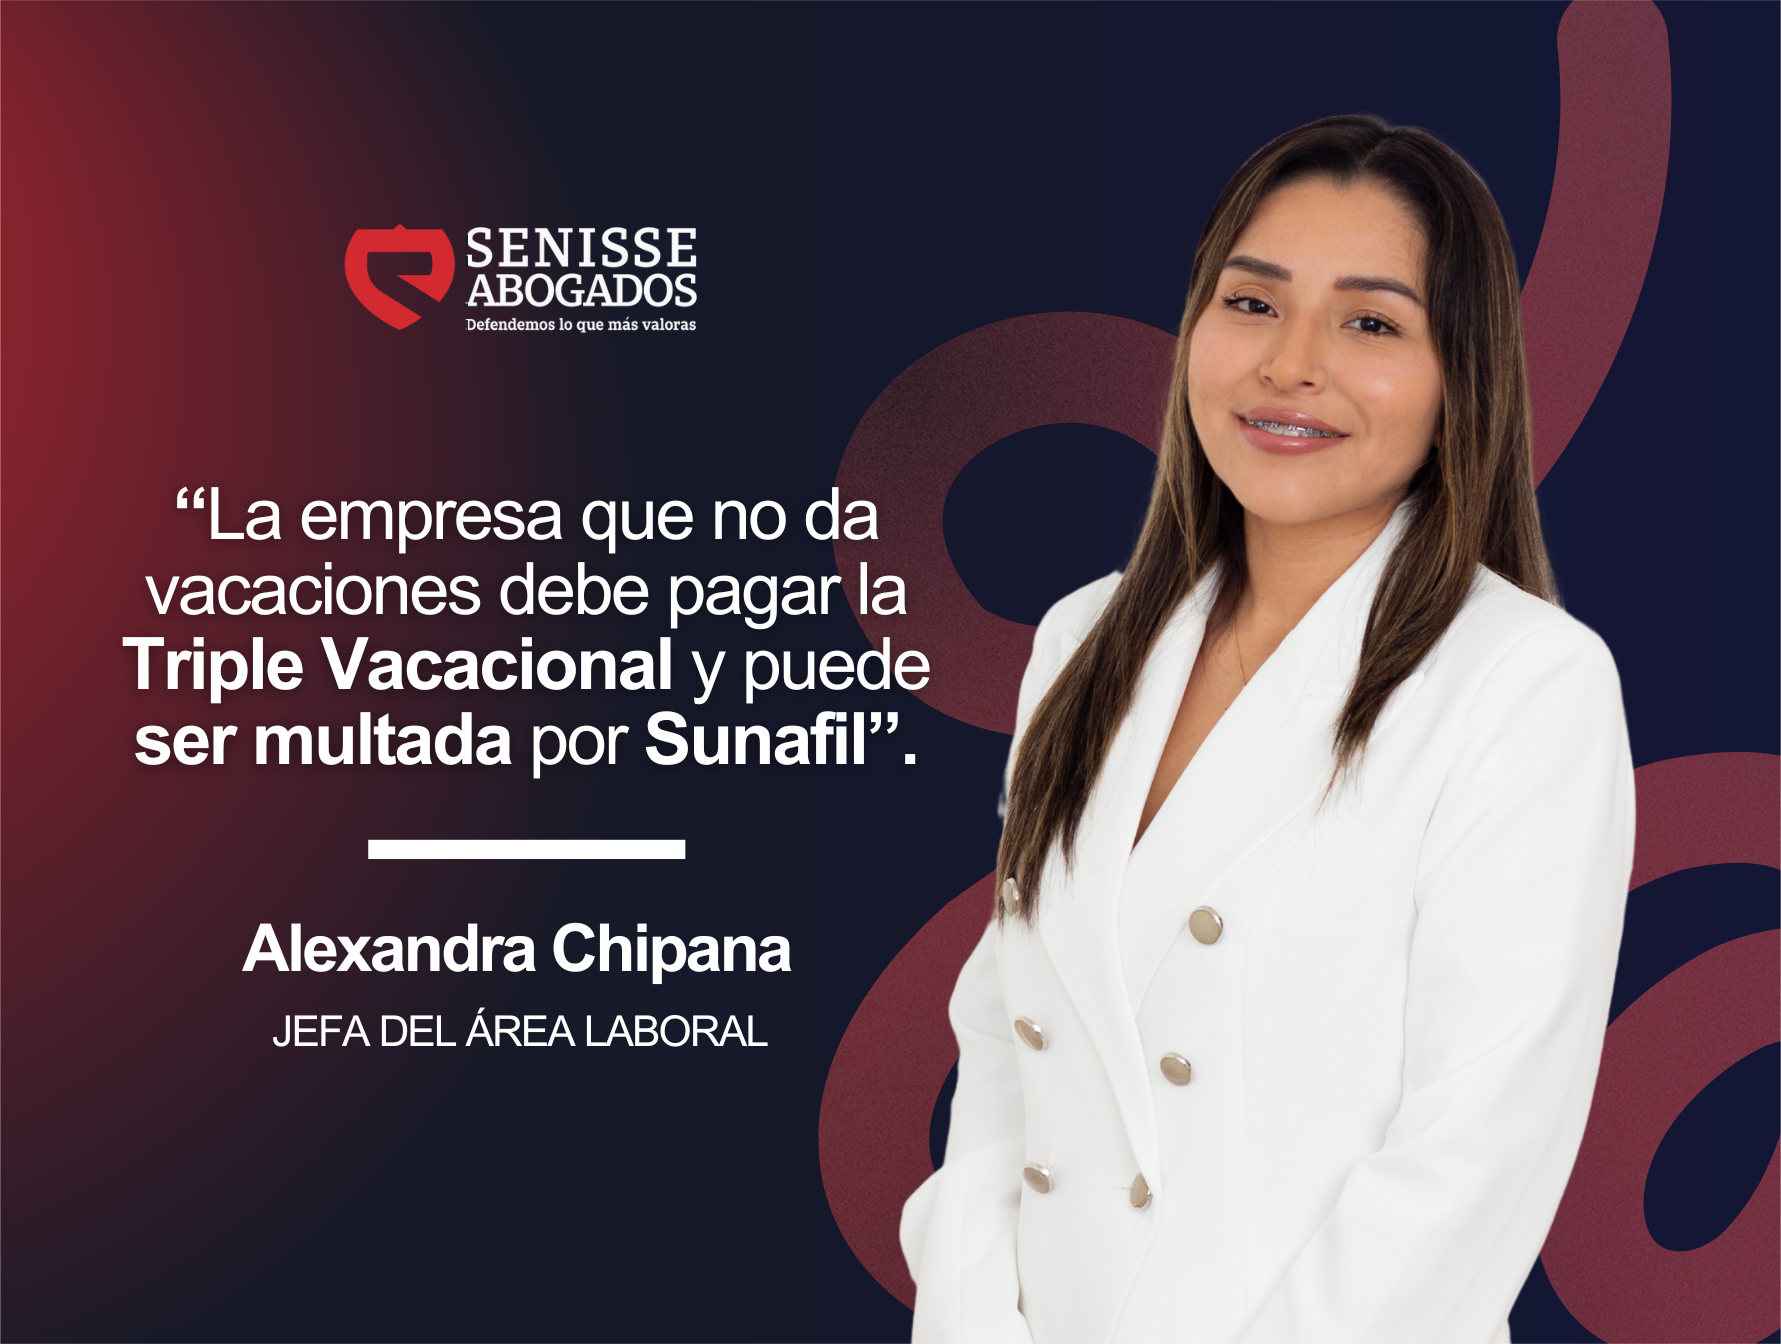 SENISSE
ABOGADOS
Defendemos lo que más valoras
“La empresa que no da
vacaciones debe pagar la
Triple Vacacional y puede
ser multada por Sunafil”.
Alexandra Chipana
JEFA DEL ÁREA LABORAL